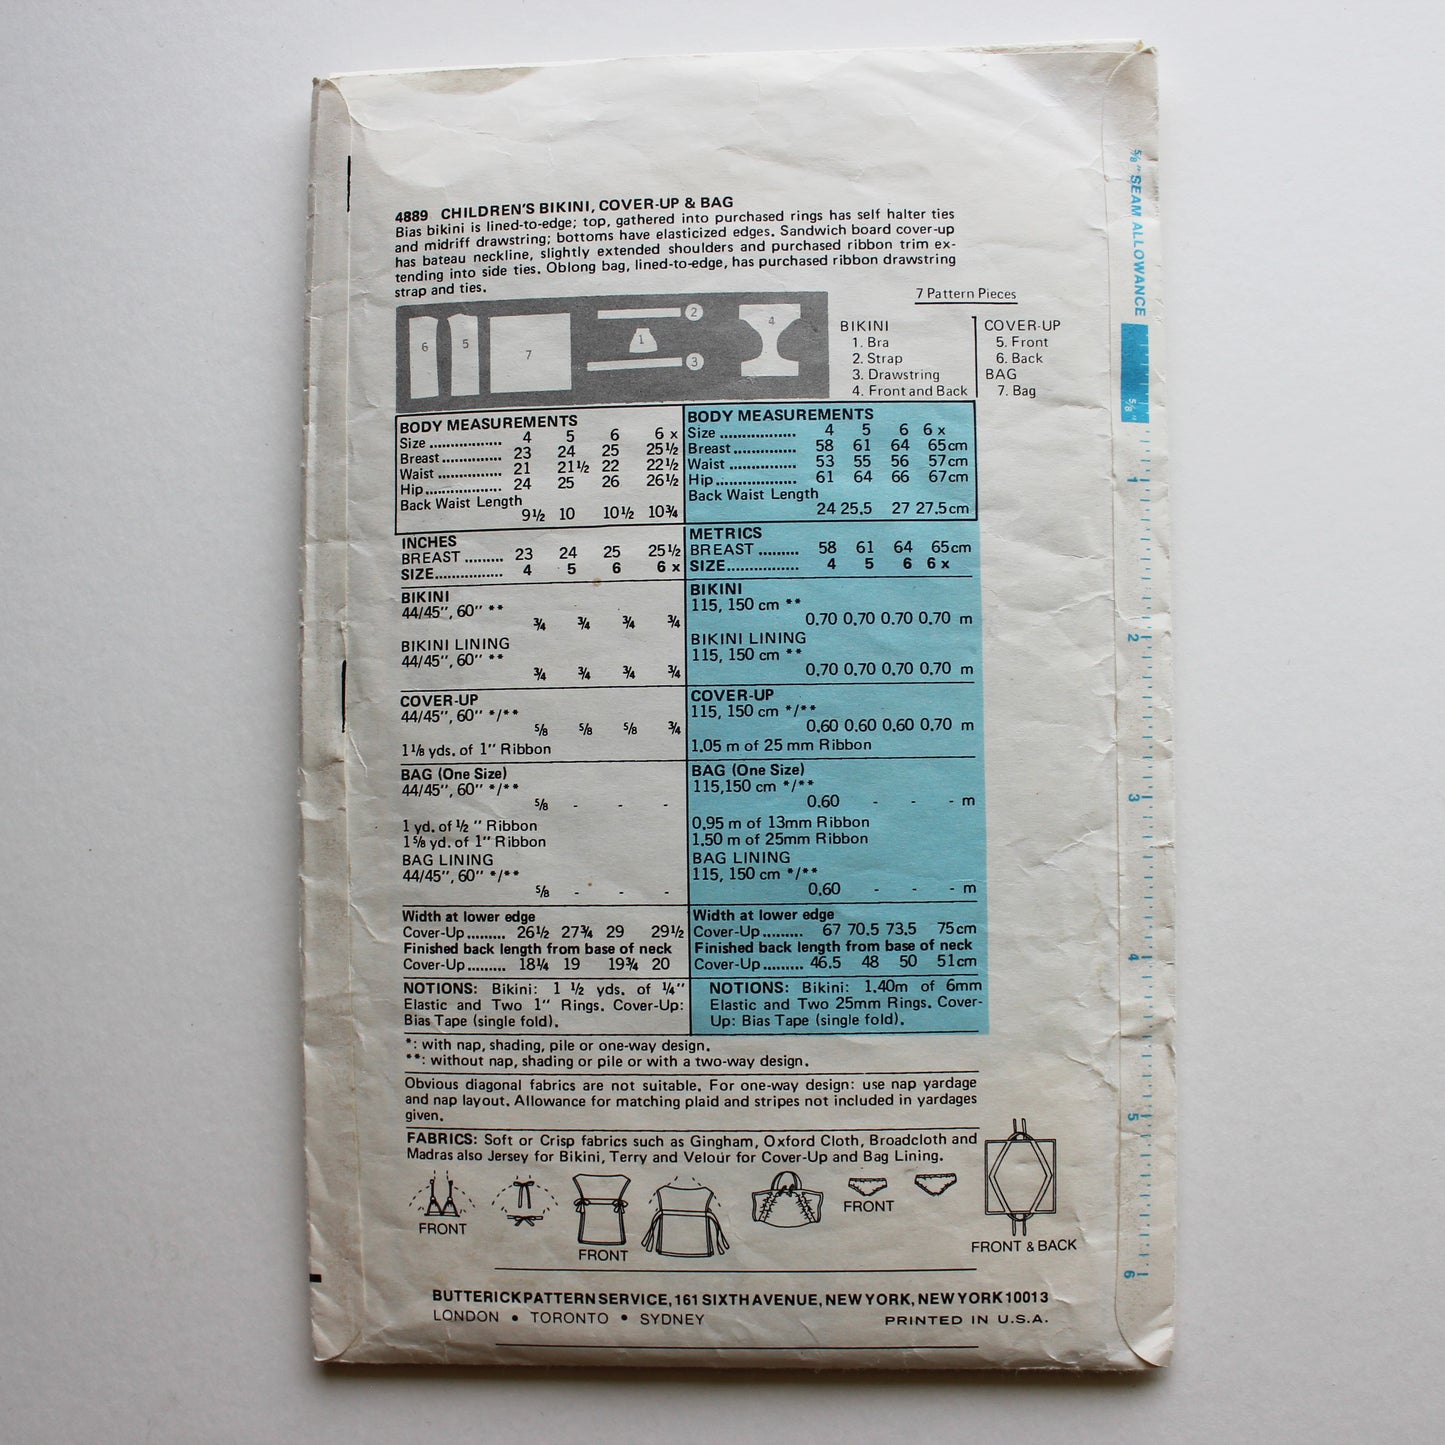 4889 CHILDREN'S BIKINI, COVER-UP & BAG
Bias bikini is lined-to-edge; top, gathered into purchased rings has self halter ties
and midriff drawstring; bottoms have elasticized edges. Sandwich board cover-up
has bateau neckline, slightly extended shoulders and purchased ribbon trim ex-
tending into side ties. Oblong bag, lined-to-edge, has purchased ribbon drawstring
strap and ties.
7 Pattern Pieces
6 5 7 2 1 3 4
BIKINI
1. Bra
2. Strap
3. Drawstring
4. Front and Back
COVER-UP
5. Front
6. Back
BAG
7. Bag
BODY MEASUREMENTS
Size ................. 4 5 6 6 x
Breast.............. 23 24 25 25½
Waist ............... 21 21½ 22 22½
Hip.................. 24 25 26 26½
Back Waist Length
9½ 10 10½ 10¾
BODY MEASUREMENTS
Size .................. 4 5 6 6 x
Breast............... 58 61 64 65cm
Waist ................ 53 55 56 57cm
Hip................... 61 64 66 67cm
Back Waist Length
24 25.5 27 27.5cm
INCHES
BREAST ......... 23 24 25 25½
SIZE................ 4 5 6 6 x
METRICS
BREAST ......... 58 61 64 65cm
SIZE................. 4 5 6 6 x
BIKINI
44/45", 60" **
¾ ¾ ¾ ¾
BIKINI LINING
44/45", 60" **
¾ ¾ ¾ ¾
BIKINI
115, 150 cm **
0.70 0.70 0.70 0.70 m
BIKINI LINING
115, 150 cm **
0.70 0.70 0.70 0.70 m
COVER-UP
44/45", 60" */**
⅝ ⅝ ⅝ ¾
1⅛ yds. of 1" Ribbon
COVER-UP
115, 150 cm */**
0.60 0.60 0.60 0.70 m
1.05 m of 25 mm Ribbon
BAG (One Size)
44/45", 60" */**
⅝ - - -
1 yd. of ½ " Ribbon
1⅝ yd. of 1" Ribbon
BAG LINING
44/45", 60" */**
⅝ - - -
BAG (One Size)
115,150 cm */**
0.60 - - - m
0.95 m of 13mm Ribbon
1.50 m of 25mm Ribbon
BAG LINING
115, 150 cm */**
0.60 - - - m
Width at lower edge
Cover-Up......... 26½ 27¾ 29 29½
Finished back length from base of neck
Cover-Up......... 18¼ 19 19¾ 20
Width at lower edge
Cover-Up......... 67 70.5 73.5 75cm
Finished back length from base of neck
Cover-Up......... 46.5 48 50 51cm
NOTIONS: Bikini: 1 ½ yds. of ¼"
Elastic and Two 1" Rings. Cover-Up:
Bias Tape (single fold).
NOTIONS: Bikini: 1.40m of 6mm
Elastic and Two 25mm Rings. Cover-
Up: Bias Tape (single fold).
*: with nap, shading, pile or one-way design.
**: without nap, shading or pile or with a two-way design.
Obvious diagonal fabrics are not suitable. For one-way design: use nap yardage
and nap layout. Allowance for matching plaid and stripes not included in yardages
given.
FABRICS: Soft or Crisp fabrics such as Gingham, Oxford Cloth, Broadcloth and
Madras also Jersey for Bikini, Terry and Velour for Cover-Up and Bag Lining.
FRONT
FRONT
FRONT
FRONT & BACK
BUTTERICK PATTERN SERVICE, 161 SIXTH AVENUE, NEW YORK, NEW YORK 10013
LONDON • TORONTO • SYDNEY
PRINTED IN U.S.A.
⅝" SEAM ALLOWANCE
⅝"
1
2
3
4
5
6